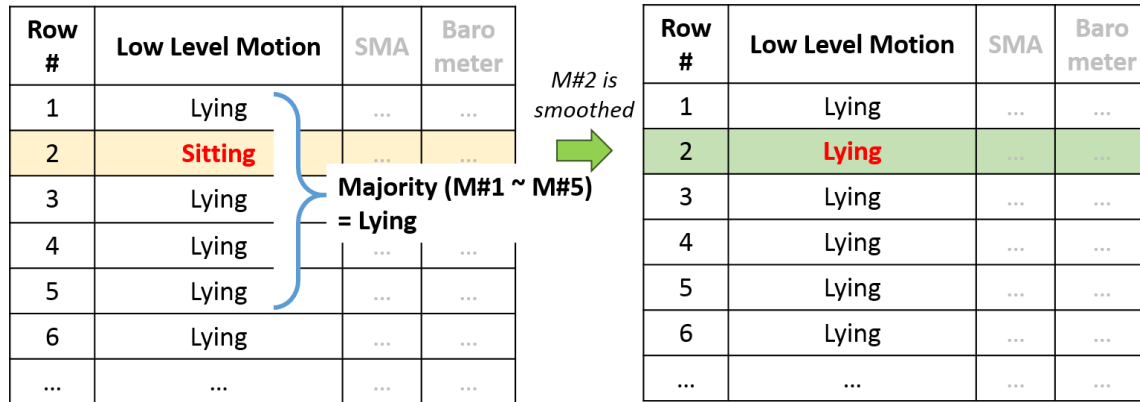 Row # Low Level Motion SMA Baro meter
1 Lying ... ...
2 Sitting ... ...
3 Lying
4 Lying ... ...
5 Lying ... ...
6 Lying ... ...
... ... ... ...
Majority (M#1 ~ M#5)
= Lying
M#2 is
smoothed
Row # Low Level Motion SMA Baro meter
1 Lying ... ...
2 Lying ... ...
3 Lying ... ...
4 Lying ... ...
5 Lying ... ...
6 Lying ... ...
... ... ... ...